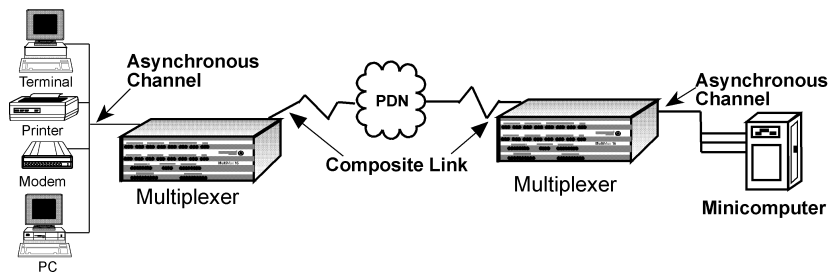 Terminal
Printer
Modem
PC
Asynchronous
Channel
Multiplexer
PDN
Composite Link
Multiplexer
Asynchronous
Channel
Minicomputer